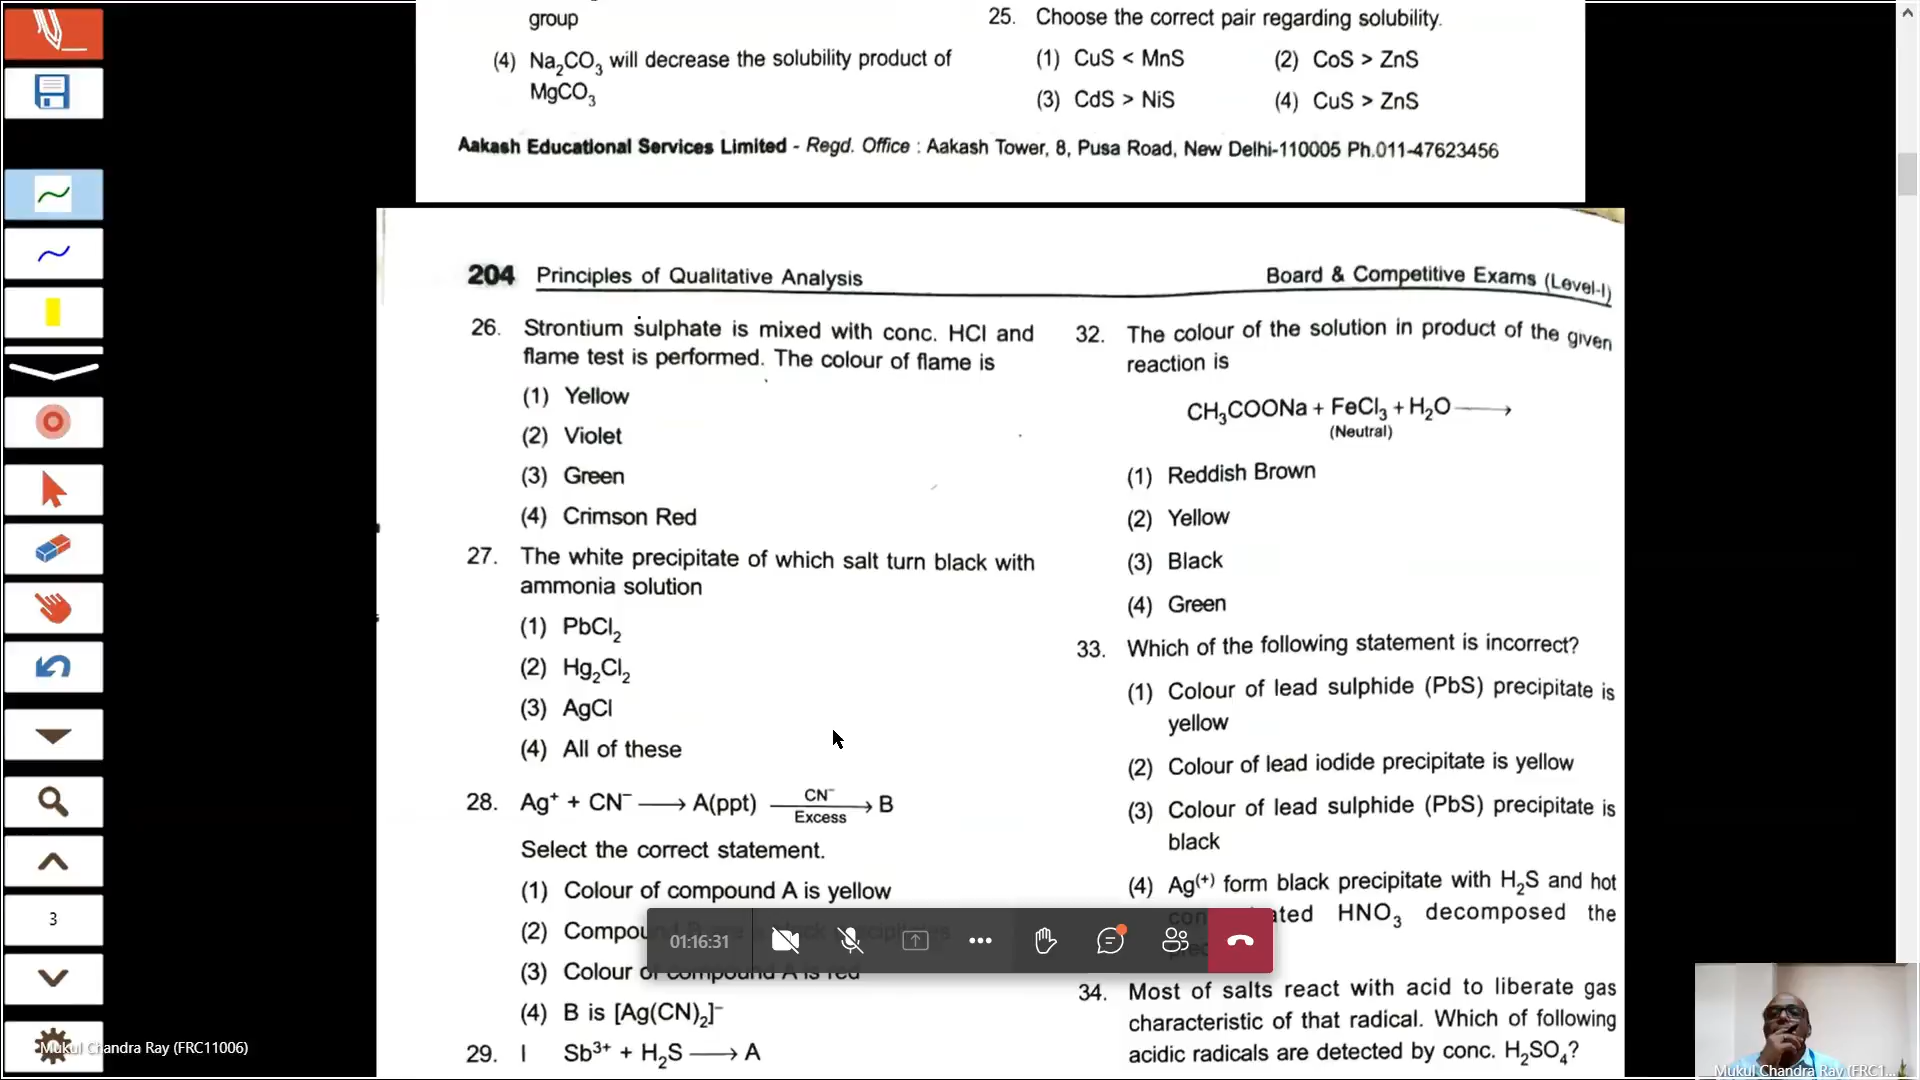 group
(4) Na₂CO₃ will decrease the solubility product of
MgCO₃
25. Choose the correct pair regarding solubility.
(1) CuS < MnS (2) CoS > ZnS
(3) CdS > NiS (4) CuS > ZnS
Aakash Educational Services Limited - Regd. Office : Aakash Tower, 8, Pusa Road, New Delhi-110005 Ph.011-47623456
204 Principles of Qualitative Analysis Board & Competitive Exams (Level-I)
26. Strontium sulphate is mixed with conc. HCl and
flame test is performed. The colour of flame is
(1) Yellow
(2) Violet
(3) Green
(4) Crimson Red
27. The white precipitate of which salt turn black with
ammonia solution
(1) PbCl₂
(2) Hg₂Cl₂
(3) AgCl
(4) All of these
28. Ag⁺ + CN⁻ ⟶ A(ppt) CN⁻ Excess ⟶ B
Select the correct statement.
(1) Colour of compound A is yellow
(2)
(3) Colour of compound A is red
(4) B is [Ag(CN)₂]⁻
29. I Sb³⁺ + H₂S ⟶ A
32. The colour of the solution in product of the given
reaction is
CH₃COONa + FeCl₃ + H₂O ⟶
(Neutral)
(1) Reddish Brown
(2) Yellow
(3) Black
(4) Green
33. Which of the following statement is incorrect?
(1) Colour of lead sulphide (PbS) precipitate is
yellow
(2) Colour of lead iodide precipitate is yellow
(3) Colour of lead sulphide (PbS) precipitate is
black
(4) Ag⁽⁺⁾ form black precipitate with H₂S and hot
HNO₃ decomposed the
34. Most of salts react with acid to liberate gas
characteristic of that radical. Which of following
acidic radicals are detected by conc. H₂SO₄?
01:16:31
3
Mukul Chandra Ray (FRC11006)
Mukul Chandra Ray (FRC1...